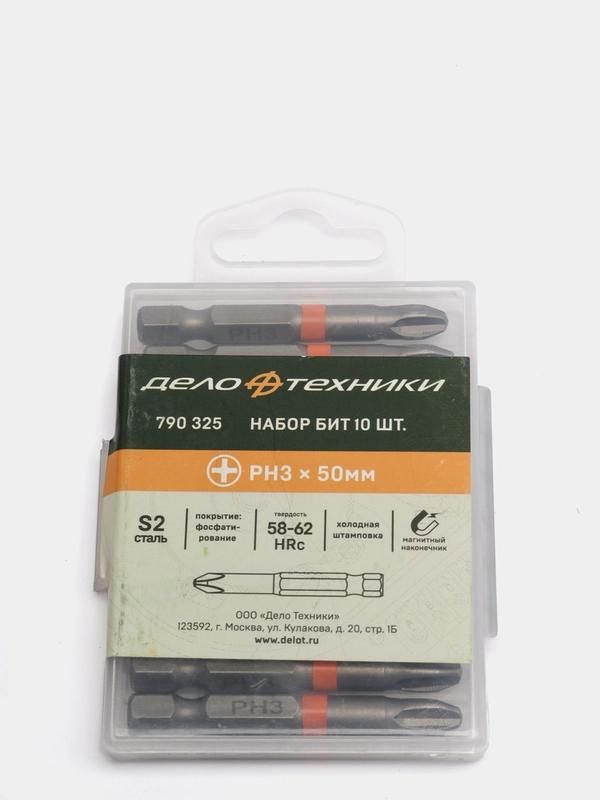 PH3
ДЕЛО ТЕХНИКИ
790 325 НАБОР БИТ 10 ШТ.
PH3 × 50мм
S2
сталь
покрытие:
фосфати-
рование
твердость
58-62
HRc
холодная
штамповка
магнитный
наконечник
ООО «Дело Техники»
123592, г. Москва, ул. Кулакова, д. 20, стр. 1Б
www.delot.ru
PH3